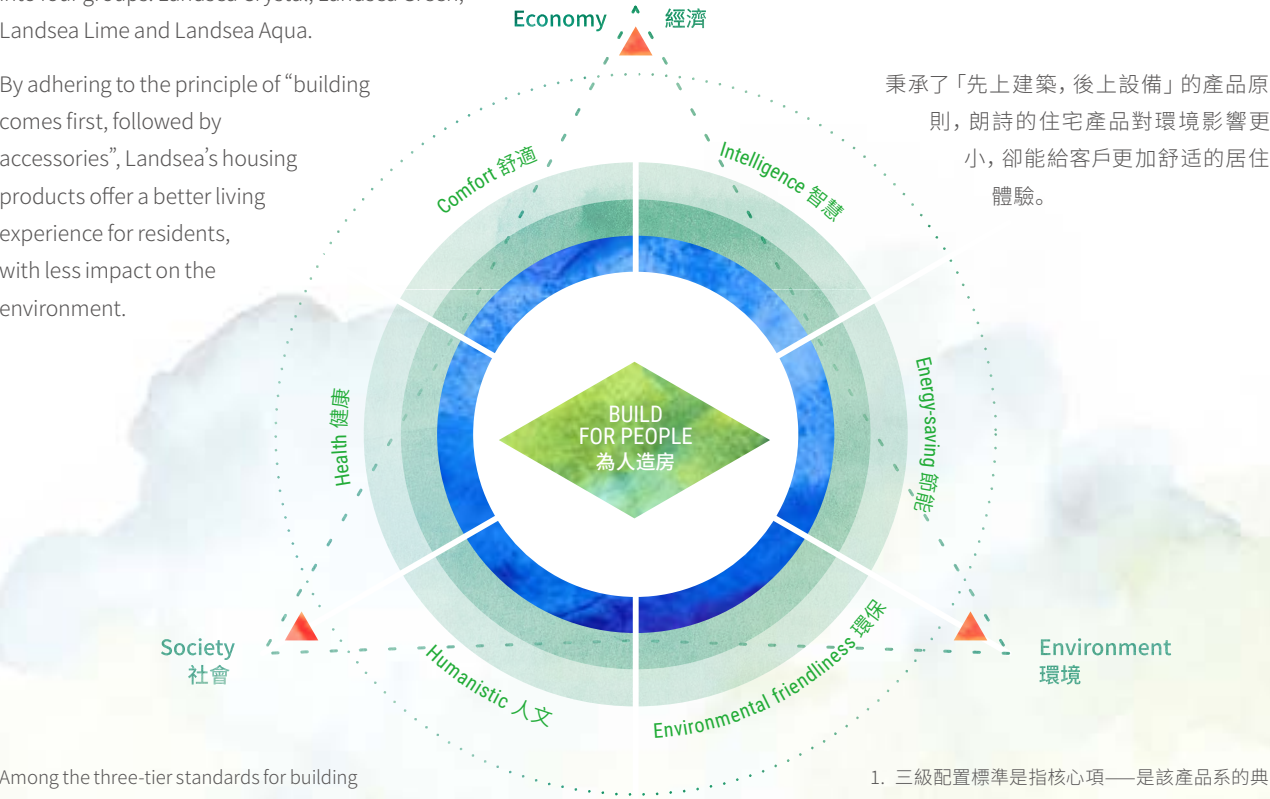 into four groups: Landsea Crystal, Landsea Green,
Landsea Lime and Landsea Aqua.
By adhering to the principle of “building
comes first, followed by
accessories”, Landsea’s housing
products offer a better living
experience for residents,
with less impact on the
environment.
Economy 經濟
秉承了「先上建築，後上設備」的產品原
則，朗詩的住宅產品對環境影響更
小，卻能給客戶更加舒适的居住
體驗。
Comfort 舒適
Intelligence 智慧
Health 健康
Energy-saving 節能
BUILD
FOR PEOPLE
為人造房
Humanistic 人文
Environmental friendliness 環保
Society
社會
Environment
環境
Among the three-tier standards for building
1. 三級配置標準是指核心項——是該產品系的典